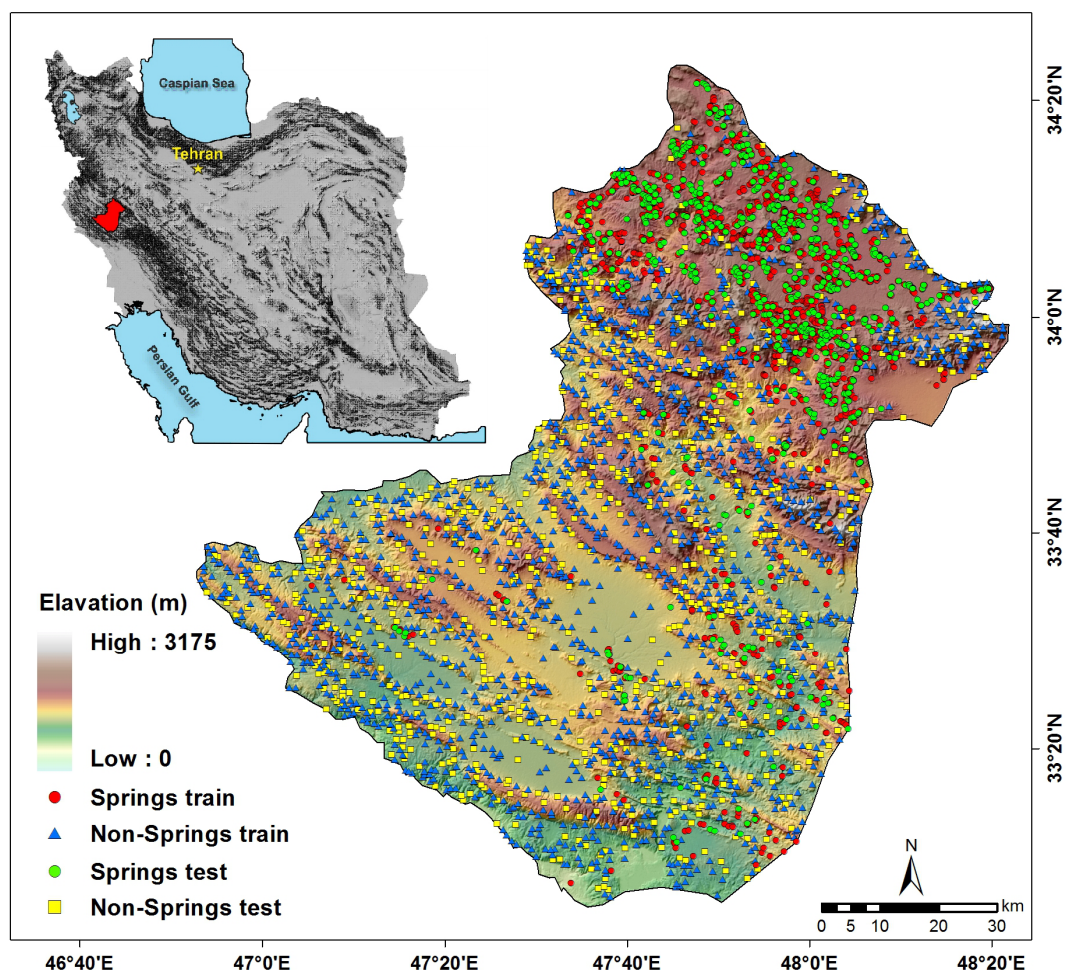 Caspian Sea
Tehran
Persian Gulf
34°20'N
34°0'N
33°40'N
33°20'N
Elavation (m)
High : 3175
Low : 0
Springs train
Non-Springs train
Springs test
Non-Springs test
N
km
0 5 10 20 30
46°40'E 47°0'E 47°20'E 47°40'E 48°0'E 48°20'E